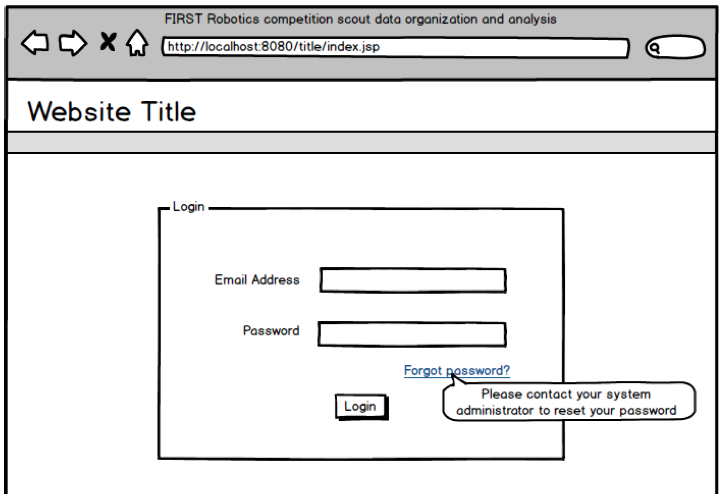 FIRST Robotics competition scout data organization and analysis
http://localhost:8080/title/index.jsp
Website Title
Login
Email Address
Password
Forgot password?
Please contact your system
administrator to reset your password
Login